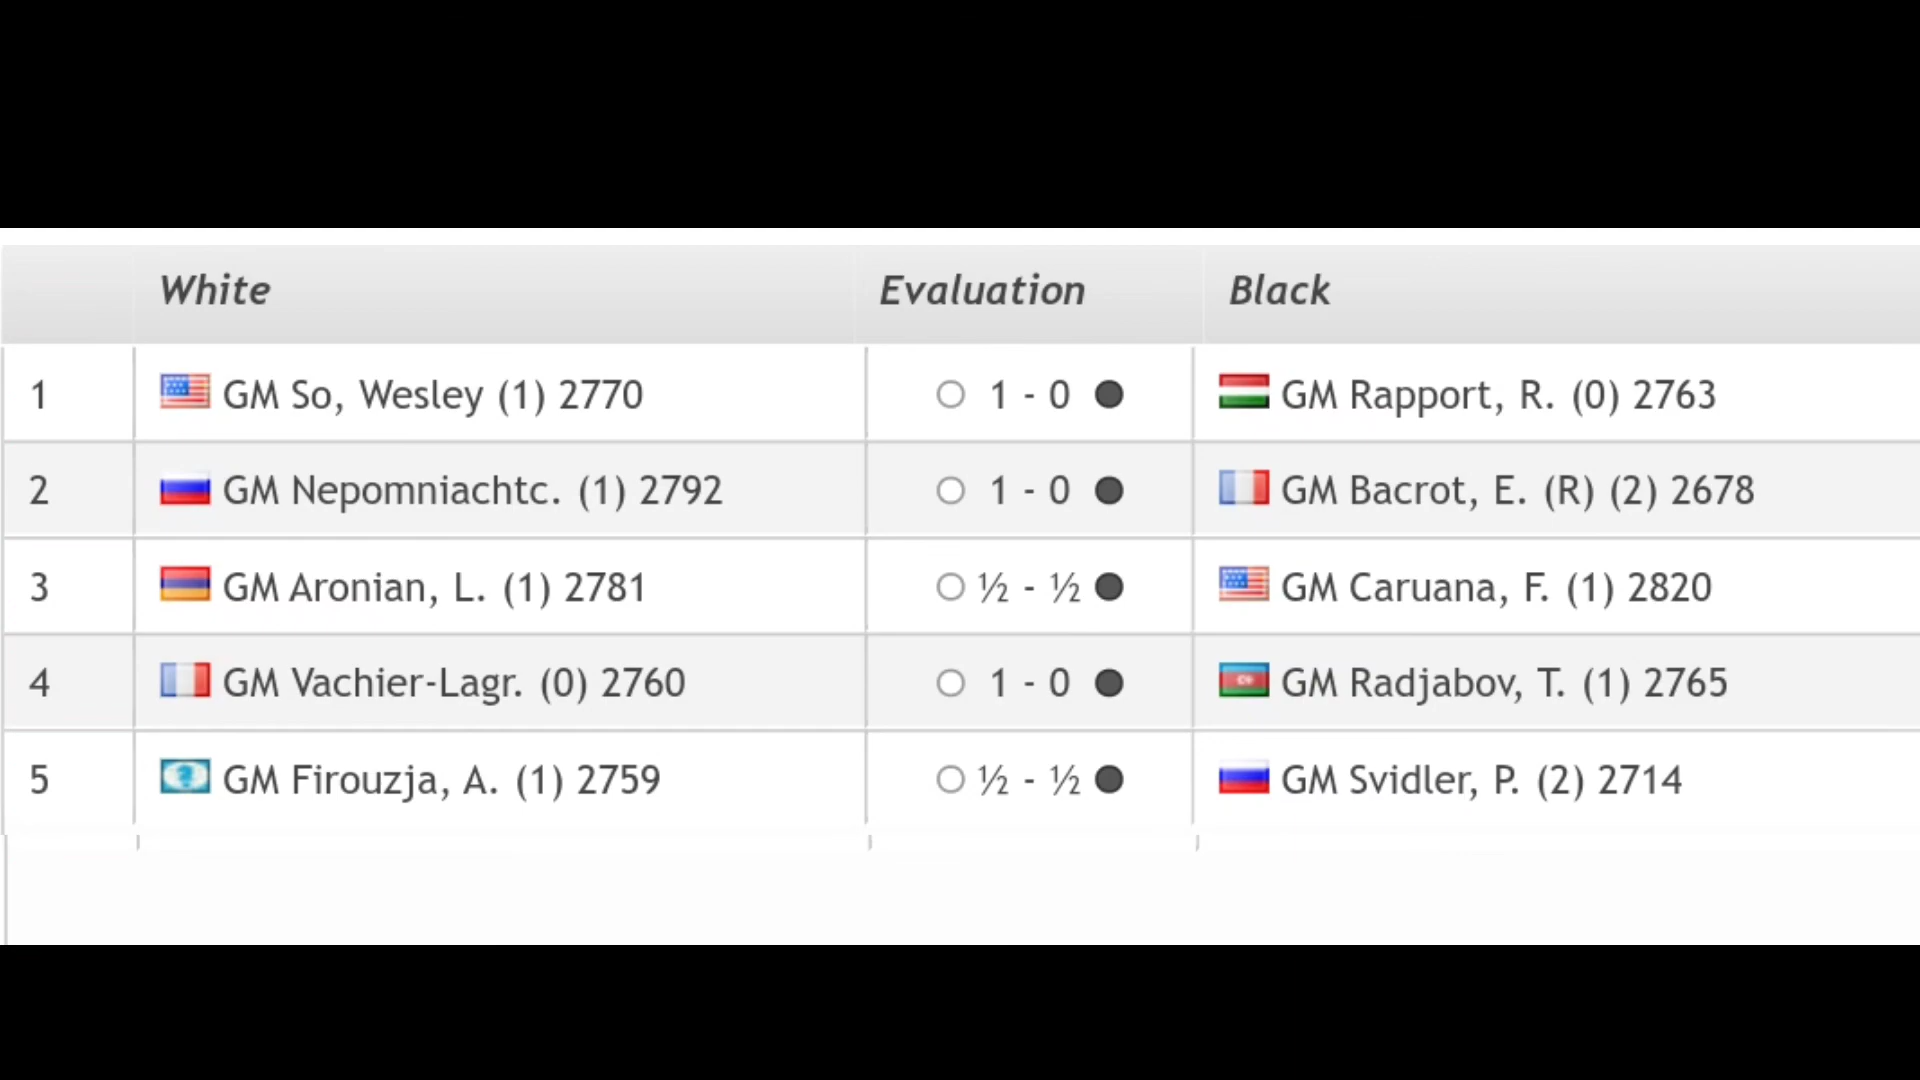 White Evaluation Black
1 GM So, Wesley (1) 2770 1 - 0 GM Rapport, R. (0) 2763
2 GM Nepomniachtc. (1) 2792 1 - 0 GM Bacrot, E. (R) (2) 2678
3 GM Aronian, L. (1) 2781 ½ - ½ GM Caruana, F. (1) 2820
4 GM Vachier-Lagr. (0) 2760 1 - 0 GM Radjabov, T. (1) 2765
5 GM Firouzja, A. (1) 2759 ½ - ½ GM Svidler, P. (2) 2714